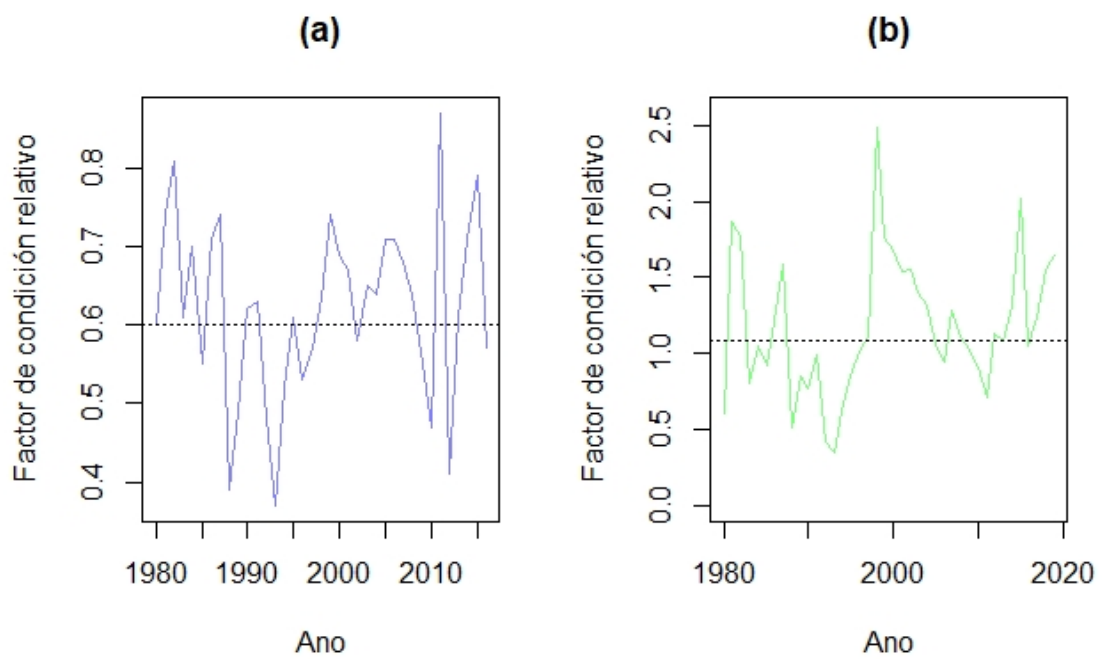 (a)
Factor de condición relativo
0.8
0.7
0.6
0.5
0.4
1980 1990 2000 2010
Ano
(b)
Factor de condición relativo
2.5
2.0
1.5
1.0
0.5
0.0
1980 2000 2020
Ano